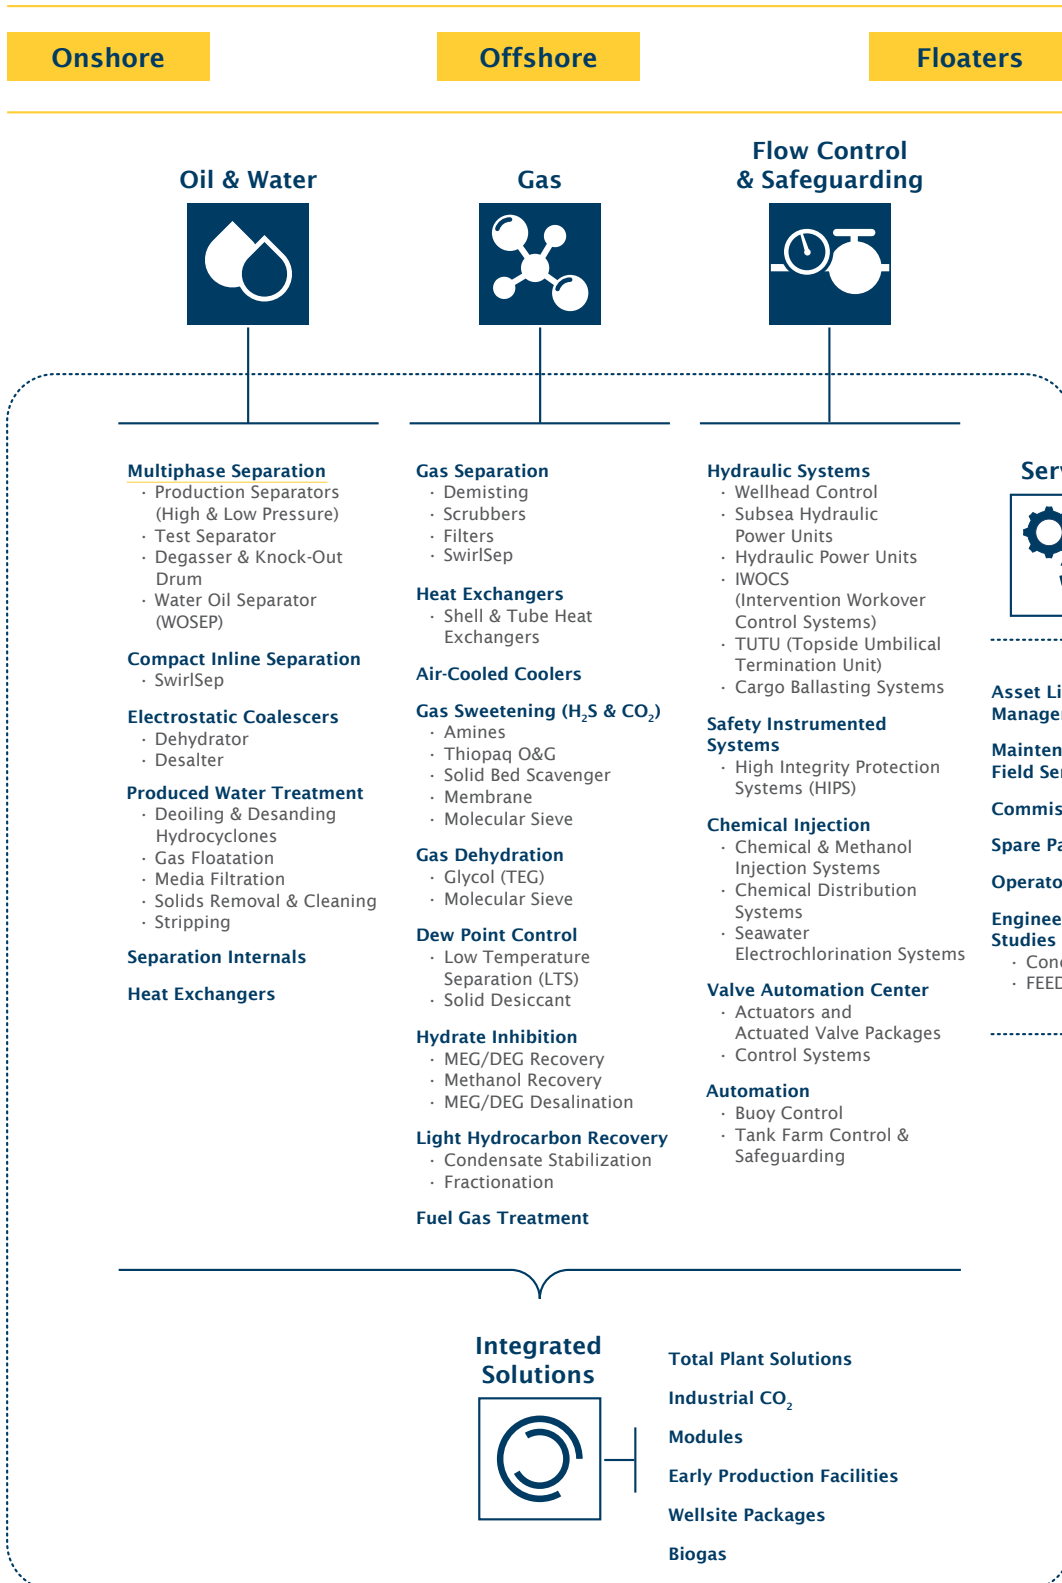 Onshore
Offshore
Floaters
Oil & Water
Multiphase Separation
· Production Separators
(High & Low Pressure)
· Test Separator
· Degasser & Knock-Out
Drum
· Water Oil Separator
(WOSEP)
Compact Inline Separation
· SwirlSep
Electrostatic Coalescers
· Dehydrator
· Desalter
Produced Water Treatment
· Deoiling & Desanding
Hydrocyclones
· Gas Floatation
· Media Filtration
· Solids Removal & Cleaning
· Stripping
Separation Internals
Heat Exchangers
Gas
Gas Separation
· Demisting
· Scrubbers
· Filters
· SwirlSep
Heat Exchangers
· Shell & Tube Heat
Exchangers
Air-Cooled Coolers
Gas Sweetening (H₂S & CO₂)
· Amines
· Thiopaq O&G
· Solid Bed Scavenger
· Membrane
· Molecular Sieve
Gas Dehydration
· Glycol (TEG)
· Molecular Sieve
Dew Point Control
· Low Temperature
Separation (LTS)
· Solid Desiccant
Hydrate Inhibition
· MEG/DEG Recovery
· Methanol Recovery
· MEG/DEG Desalination
Light Hydrocarbon Recovery
· Condensate Stabilization
· Fractionation
Fuel Gas Treatment
Flow Control
& Safeguarding
Hydraulic Systems
· Wellhead Control
· Subsea Hydraulic
Power Units
· Hydraulic Power Units
· IWOCS
(Intervention Workover
Control Systems)
· TUTU (Topside Umbilical
Termination Unit)
· Cargo Ballasting Systems
Safety Instrumented
Systems
· High Integrity Protection
Systems (HIPS)
Chemical Injection
· Chemical & Methanol
Injection Systems
· Chemical Distribution
Systems
· Seawater
Electrochlorination Systems
Valve Automation Center
· Actuators and
Actuated Valve Packages
· Control Systems
Automation
· Buoy Control
· Tank Farm Control &
Safeguarding
Asset
Field
Spare
Studies
· FEED
Integrated
Solutions
Total Plant Solutions
Industrial CO₂
Modules
Early Production Facilities
Wellsite Packages
Biogas